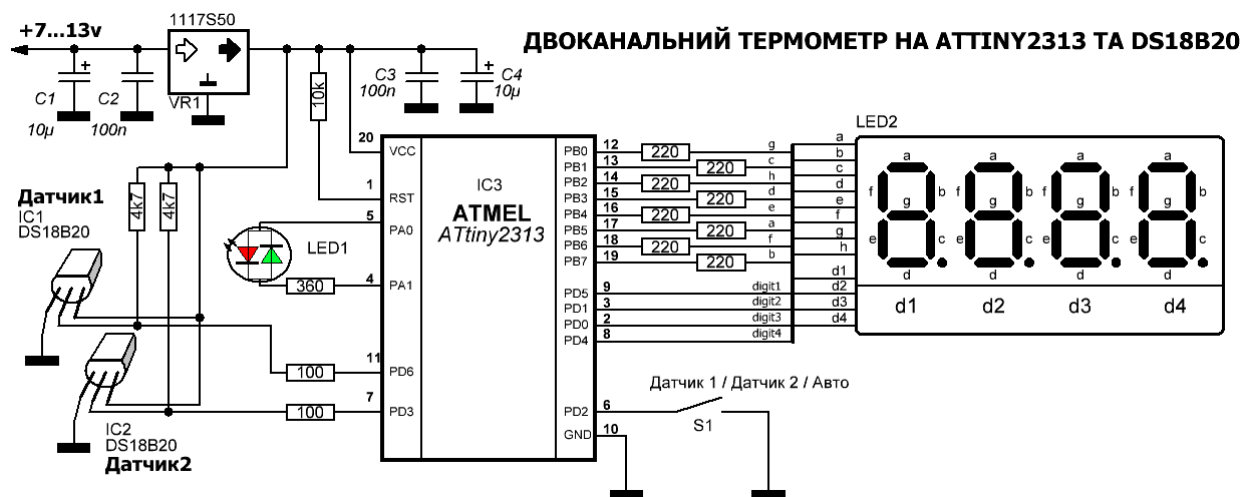 +7...13v
1117S50
ДВОКАНАЛЬНИЙ ТЕРМОМЕТР НА ATTINY2313 ТА DS18B20
+
C1
10µ
C2
100n
VR1
10k
C3
100n
+
C4
10µ
LED2
Датчик1
IC1
DS18B20
4k7
4k7
LED1
360
100
100
IC2
DS18B20
Датчик2
20
VCC
1
RST
5
PA0
4
PA1
11
PD6
7
PD3
IC3
ATMEL
ATtiny2313
PB0 12 220 g
PB1 13 220 c
PB2 14 220 h
PB3 15 220 d
PB4 16 220 e
PB5 17 220 a
PB6 18 220 f
PB7 19 220 b
PD5 9 digit1
PD1 3 digit2
PD0 2 digit3
PD4 8 digit4
PD2 6
GND 10
a
b
c
d
e
f
g
h
d1
d2
d3
d4
a a a a
f b f b f b f b
g g g g
e c e c e c e c
d d d d
d1 d2 d3 d4
Датчик 1 / Датчик 2 / Авто
S1